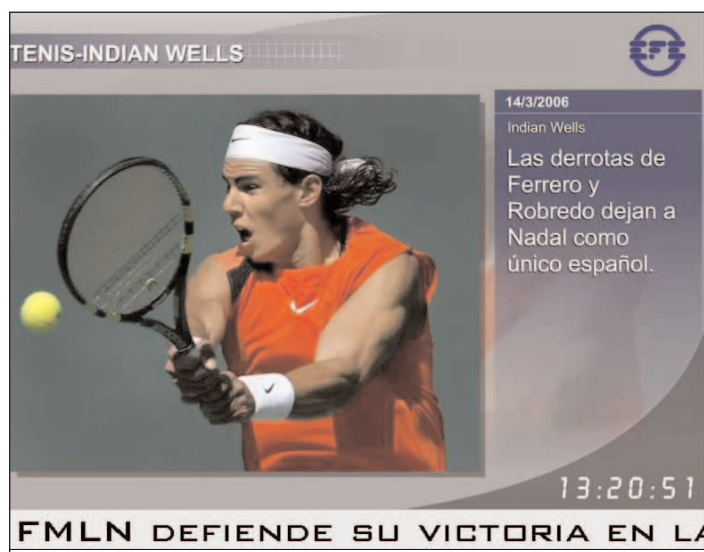 TENIS-INDIAN WELLS
EFE
14/3/2006
Indian Wells
Las derrotas de
Ferrero y
Robredo dejan a
Nadal como
único español.
13:20:51
FMLN DEFIENDE SU VICTORIA EN LA